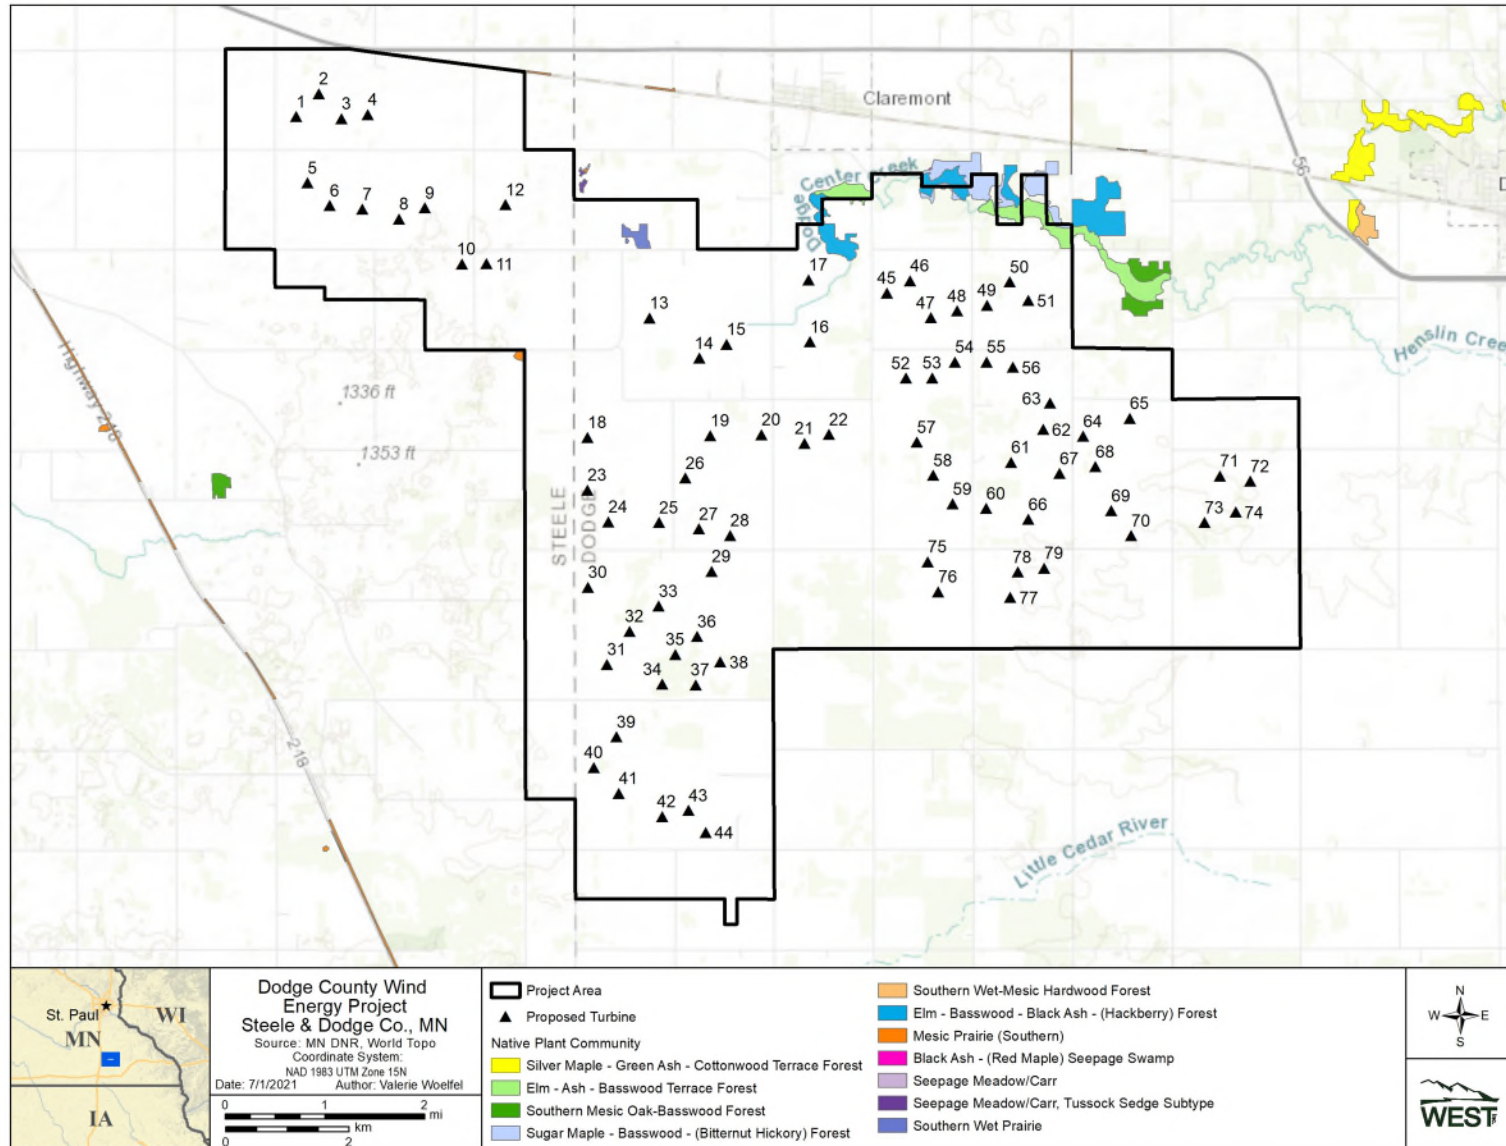 Claremont
56
D
Center Creek
Dodge
Henslin Cree
Highway 218
218
1336 ft
1353 ft
STEELE
DODGE
Little Cedar River
1
2
3
4
5
6
7
8
9
10
11
12
13
14
15
16
17
18
19
20
21
22
23
24
25
26
27
28
29
30
31
32
33
34
35
36
37
38
39
40
41
42
43
44
45
46
47
48
49
50
51
52
53
54
55
56
57
58
59
60
61
62
63
64
65
66
67
68
69
70
71
72
73
74
75
76
77
78
79
St. Paul
MN
WI
IA
Dodge County Wind
Energy Project
Steele & Dodge Co., MN
Source: MN DNR, World Topo
Coordinate System:
NAD 1983 UTM Zone 15N
Date: 7/1/2021 Author: Valerie Woelfel
0 1 2 mi
0 2 km
Project Area
Proposed Turbine
Native Plant Community
Silver Maple - Green Ash - Cottonwood Terrace Forest
Elm - Ash - Basswood Terrace Forest
Southern Mesic Oak-Basswood Forest
Sugar Maple - Basswood - (Bitternut Hickory) Forest
Southern Wet-Mesic Hardwood Forest
Elm - Basswood - Black Ash - (Hackberry) Forest
Mesic Prairie (Southern)
Black Ash - (Red Maple) Seepage Swamp
Seepage Meadow/Carr
Seepage Meadow/Carr, Tussock Sedge Subtype
Southern Wet Prairie
N
W E
S
WEST